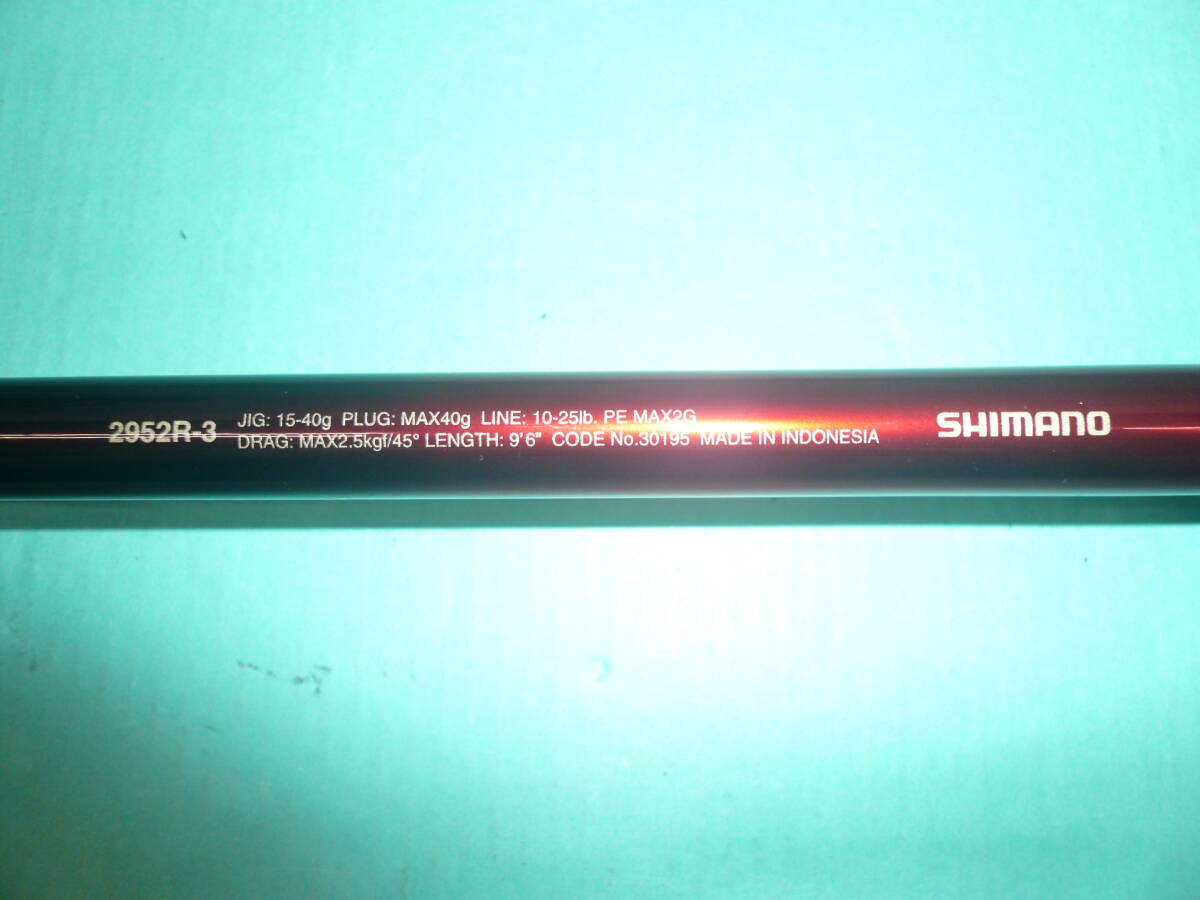 2952R-3
JIG: 15-40g PLUG: MAX40g LINE: 10-25lb. PE MAX2G
DRAG: MAX2.5kgf/45° LENGTH: 9'6" CODE No.30195 MADE IN INDONESIA
SHIMANO